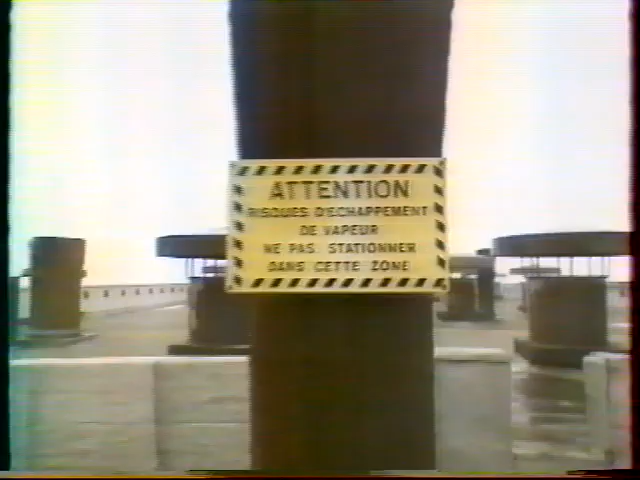 ATTENTION
RISQUES D'ECHAPPEMENT
DE VAPEUR
NE PAS STATIONNER
DANS CETTE ZONE